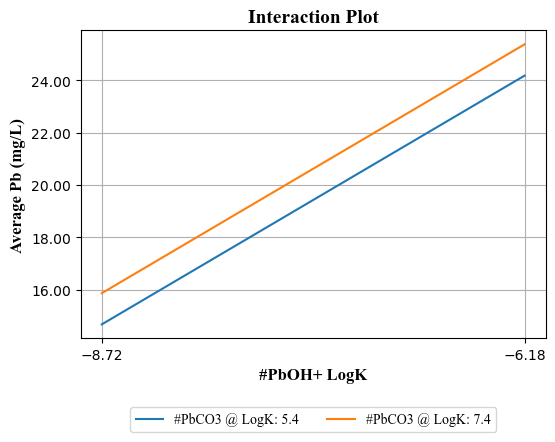 Interaction Plot
Average Pb (mg/L)
24.00
22.00
20.00
18.00
16.00
−8.72
−6.18
#PbOH+ LogK
#PbCO3 @ LogK: 5.4
#PbCO3 @ LogK: 7.4